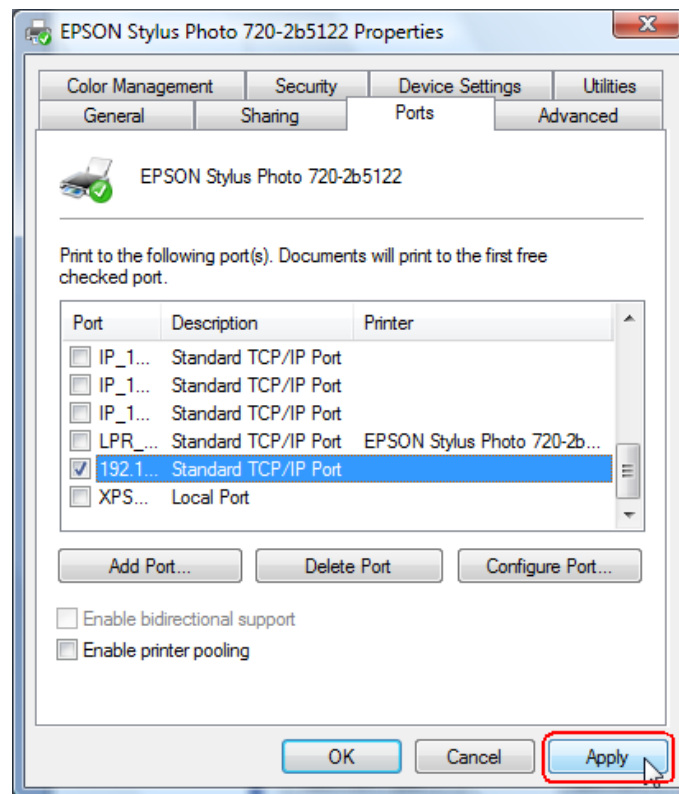 EPSON Stylus Photo 720-2b5122 Properties
Color Management Security Device Settings Utilities
General Sharing Ports Advanced
EPSON Stylus Photo 720-2b5122
Print to the following port(s). Documents will print to the first free
checked port.
Port Description Printer
IP_1... Standard TCP/IP Port
IP_1... Standard TCP/IP Port
IP_1... Standard TCP/IP Port
LPR_... Standard TCP/IP Port EPSON Stylus Photo 720-2b...
192.1... Standard TCP/IP Port
XPS... Local Port
Add Port... Delete Port Configure Port...
Enable bidirectional support
Enable printer pooling
OK Cancel Apply